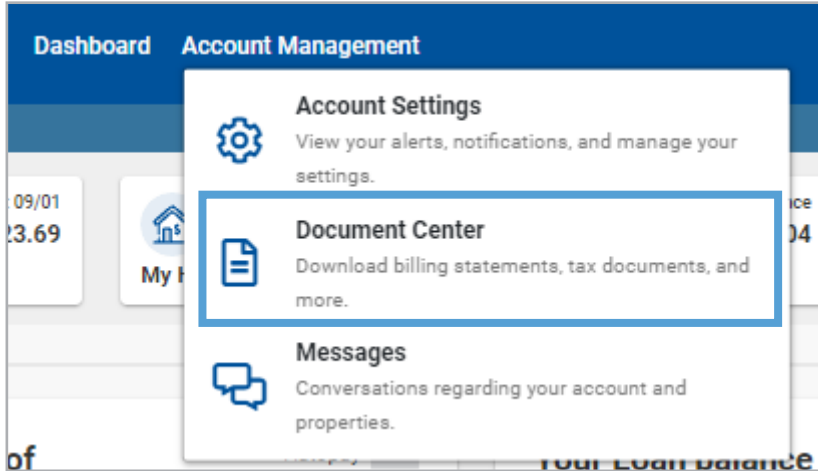 Dashboard Account Management
Account Settings
View your alerts, notifications, and manage your
settings.
09/01
23.69
My
Document Center
Download billing statements, tax documents, and
more.
04
Messages
Conversations regarding your account and
properties.
of
Your Loan balance